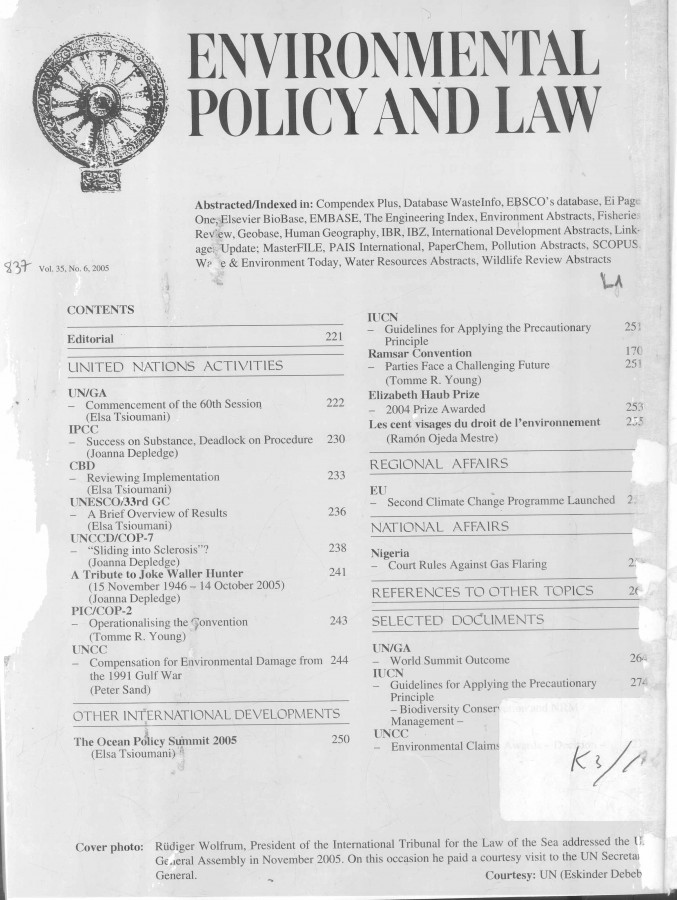 ENVIRONMENTAL
POLICY AND LAW
Abstracted/Indexed in: Compendex Plus, Database WasteInfo, EBSCO's database, Ei Page
One, Elsevier BioBase, EMBASE, The Engineering Index, Environment Abstracts, Fisheries
Review, Geobase, Human Geography, IBR, IBZ, International Development Abstracts, Link-
age Update; MasterFILE, PAIS International, PaperChem, Pollution Abstracts, SCOPUS,
& Environment Today, Water Resources Abstracts, Wildlife Review Abstracts
837 Vol. 35, No. 6, 2005
CONTENTS
Editorial 221
UNITED NATIONS ACTIVITIES
UN/GA
– Commencement of the 60th Session 222
(Elsa Tsioumani)
IPCC
– Success on Substance, Deadlock on Procedure 230
(Joanna Depledge)
CBD
– Reviewing Implementation 233
(Elsa Tsioumani)
UNESCO/33rd GC
– A Brief Overview of Results 236
(Elsa Tsioumani)
UNCCD/COP-7
– "Sliding into Sclerosis"? 238
(Joanna Depledge)
A Tribute to Joke Waller Hunter 241
(15 November 1946 – 14 October 2005)
(Joanna Depledge)
PIC/COP-2
– Operationalising the Convention 243
(Tomme R. Young)
UNCC
– Compensation for Environmental Damage from 244
the 1991 Gulf War
(Peter Sand)
OTHER INTERNATIONAL DEVELOPMENTS
The Ocean Policy Summit 2005 250
(Elsa Tsioumani)
IUCN
– Guidelines for Applying the Precautionary 251
Principle
Ramsar Convention 170
– Parties Face a Challenging Future 251
(Tomme R. Young)
Elizabeth Haub Prize
– 2004 Prize Awarded 253
Les cent visages du droit de l'environnement 255
(Ramón Ojeda Mestre)
REGIONAL AFFAIRS
EU
– Second Climate Change Programme Launched
NATIONAL AFFAIRS
Nigeria
– Court Rules Against Gas Flaring
REFERENCES TO OTHER TOPICS
SELECTED DOCUMENTS
UN/GA
– World Summit Outcome 264
IUCN
– Guidelines for Applying the Precautionary 274
Principle
– Biodiversity
Management –
UNCC
– Environmental Claims
K3/
Cover photo: Rüdiger Wolfrum, President of the International Tribunal for the Law of the Sea addressed the
General Assembly in November 2005. On this occasion he paid a courtesy visit to the UN
General. Courtesy: UN (Eskinder